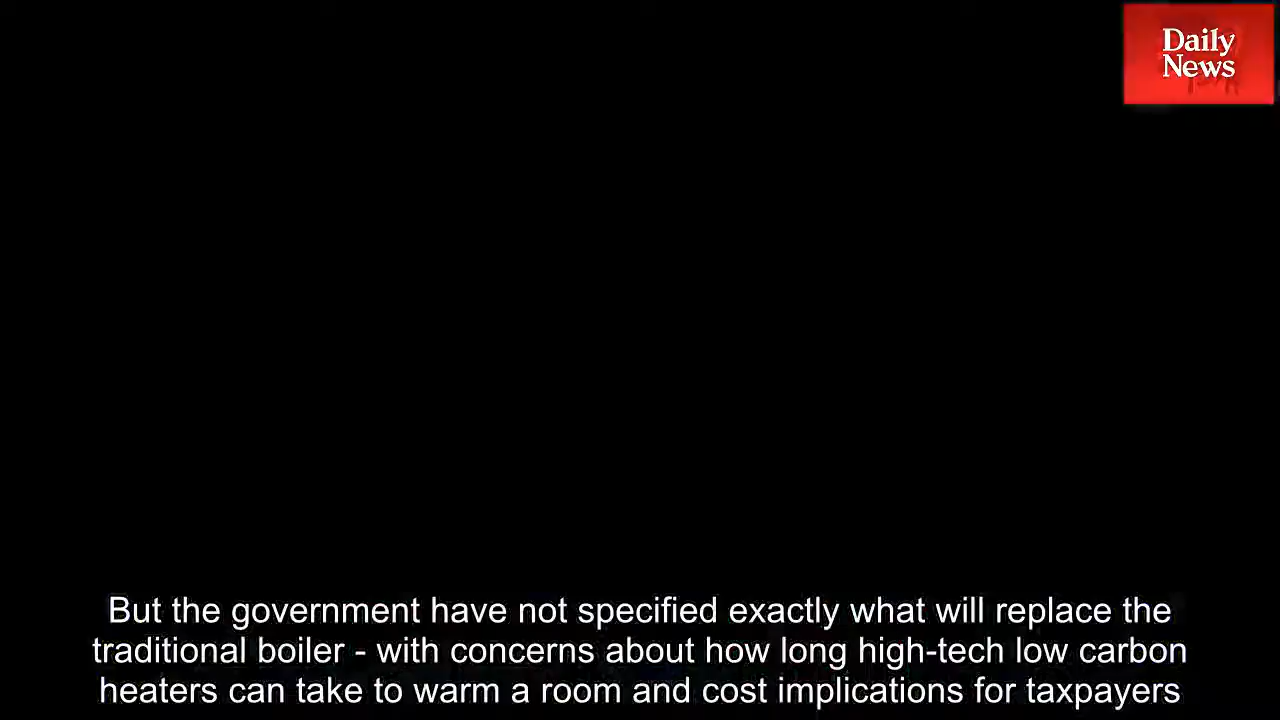 Daily
News
But the government have not specified exactly what will replace the
traditional boiler - with concerns about how long high-tech low carbon
heaters can take to warm a room and cost implications for taxpayers